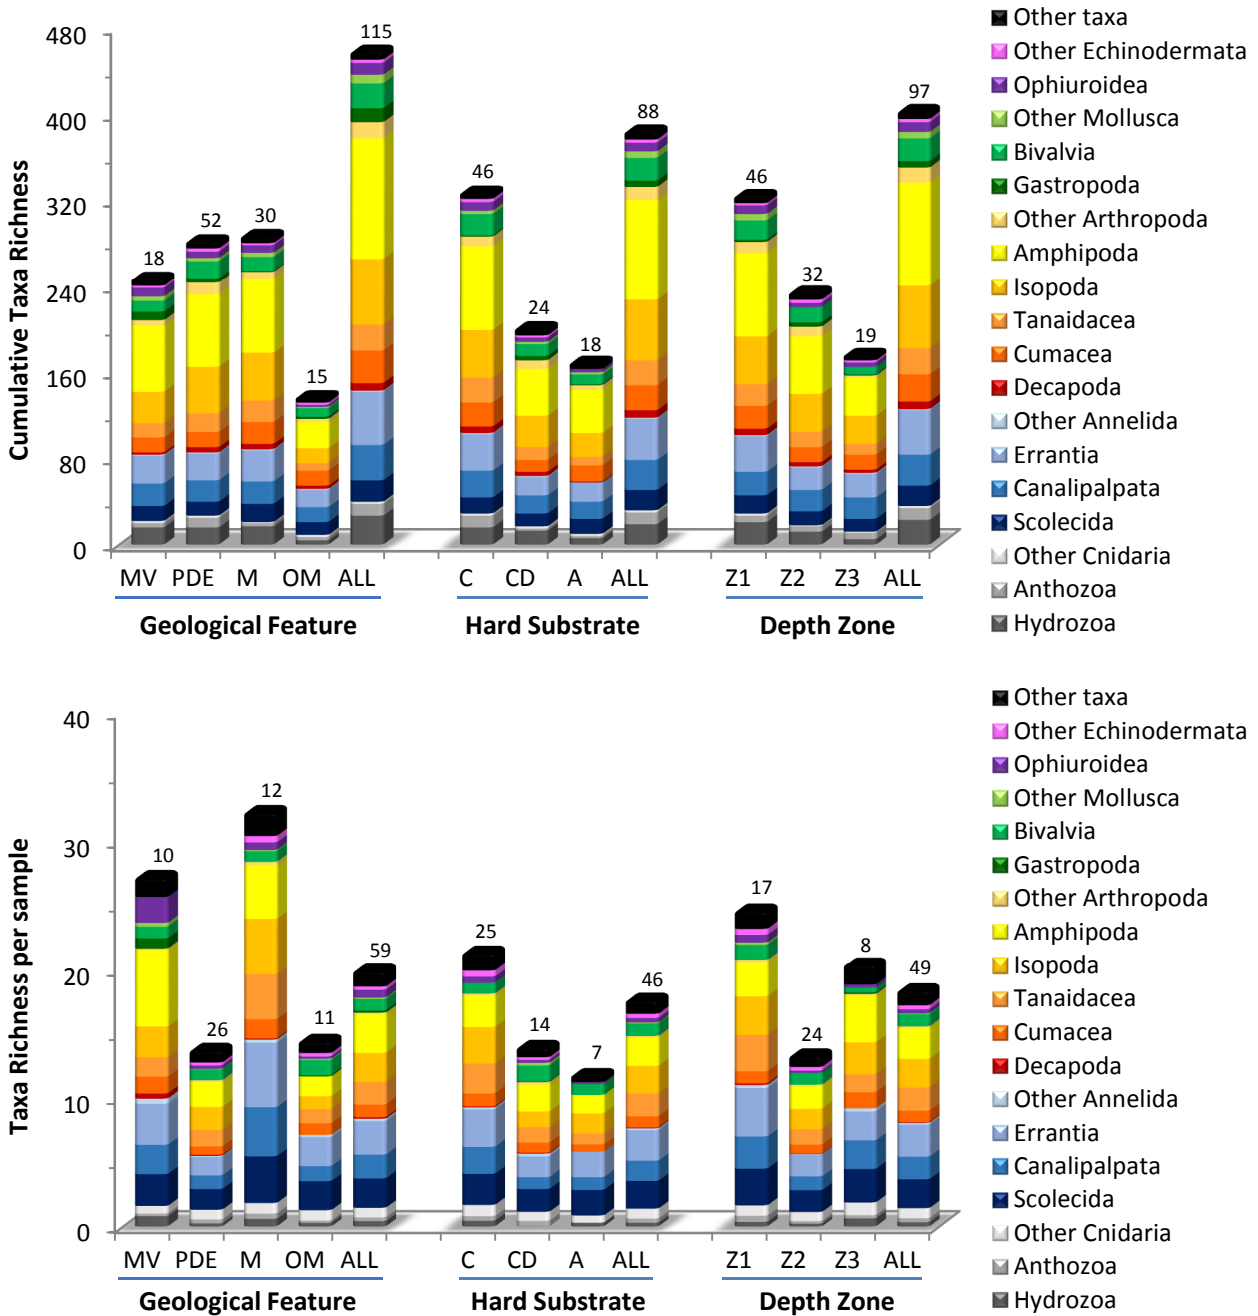 Cumulative Taxa Richness
480
400
320
240
160
80
0
18
52
30
15
115
46
24
18
88
46
32
19
97
MV PDE M OM ALL C CD A ALL Z1 Z2 Z3 ALL
Geological Feature Hard Substrate Depth Zone
Other taxa
Other Echinodermata
Ophiuroidea
Other Mollusca
Bivalvia
Gastropoda
Other Arthropoda
Amphipoda
Isopoda
Tanaidacea
Cumacea
Decapoda
Other Annelida
Errantia
Canalipalpata
Scolecida
Other Cnidaria
Anthozoa
Hydrozoa
Taxa Richness per sample
40
30
20
10
0
10
26
12
11
59
25
14
7
46
17
24
8
49
MV PDE M OM ALL C CD A ALL Z1 Z2 Z3 ALL
Geological Feature Hard Substrate Depth Zone
Other taxa
Other Echinodermata
Ophiuroidea
Other Mollusca
Bivalvia
Gastropoda
Other Arthropoda
Amphipoda
Isopoda
Tanaidacea
Cumacea
Decapoda
Other Annelida
Errantia
Canalipalpata
Scolecida
Other Cnidaria
Anthozoa
Hydrozoa